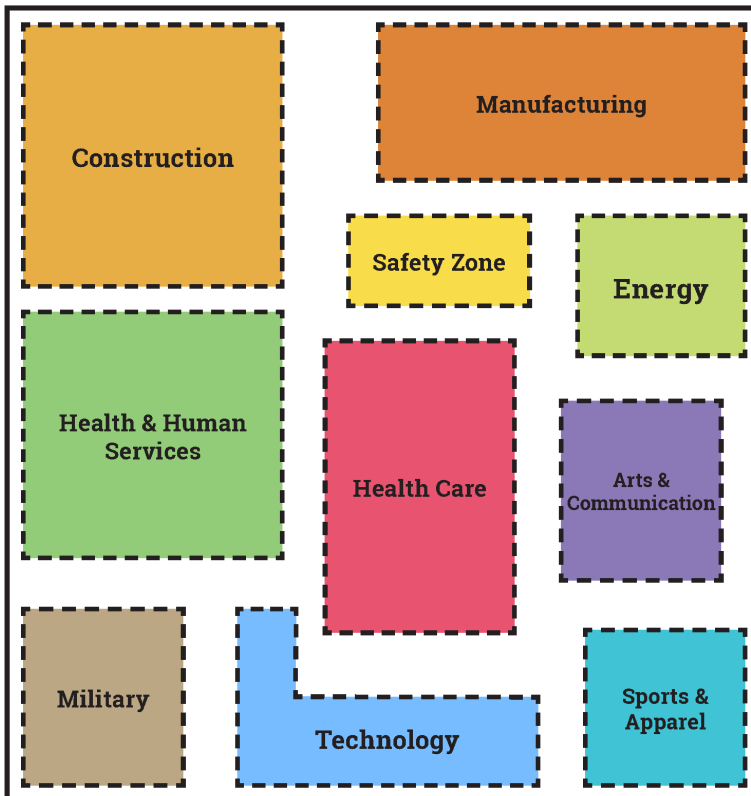 Construction
Manufacturing
Safety Zone
Energy
Health & Human
Services
Health Care
Arts &
Communication
Military
Technology
Sports &
Apparel